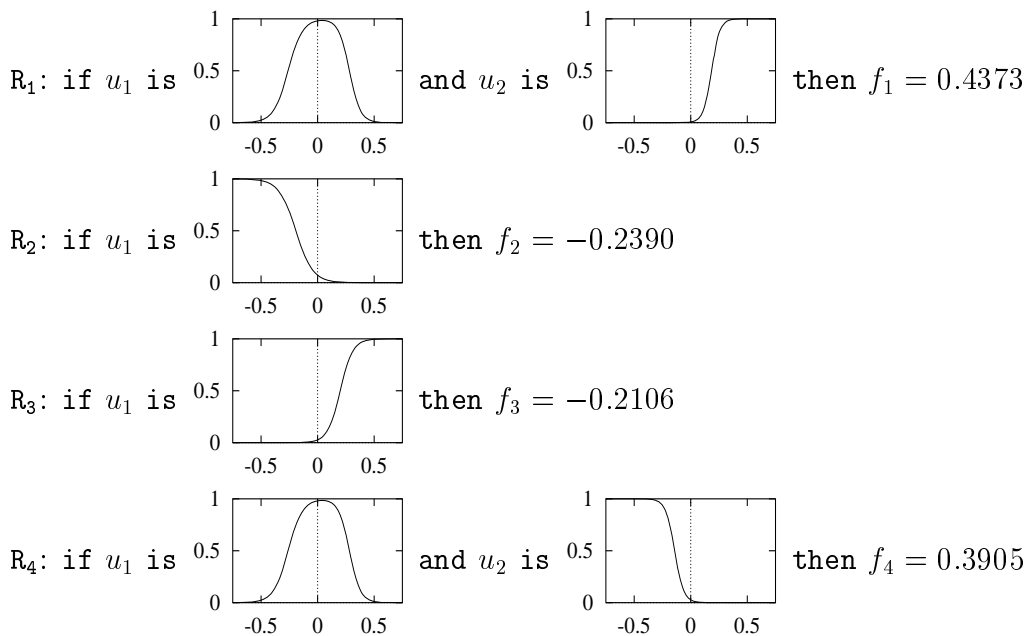 R₁: if u₁ is 1 0.5 0 -0.5 0 0.5 and u₂ is 1 0.5 0 -0.5 0 0.5 then f₁ = 0.4373
R₂: if u₁ is 1 0.5 0 -0.5 0 0.5 then f₂ = −0.2390
R₃: if u₁ is 1 0.5 0 -0.5 0 0.5 then f₃ = −0.2106
R₄: if u₁ is 1 0.5 0 -0.5 0 0.5 and u₂ is 1 0.5 0 -0.5 0 0.5 then f₄ = 0.3905